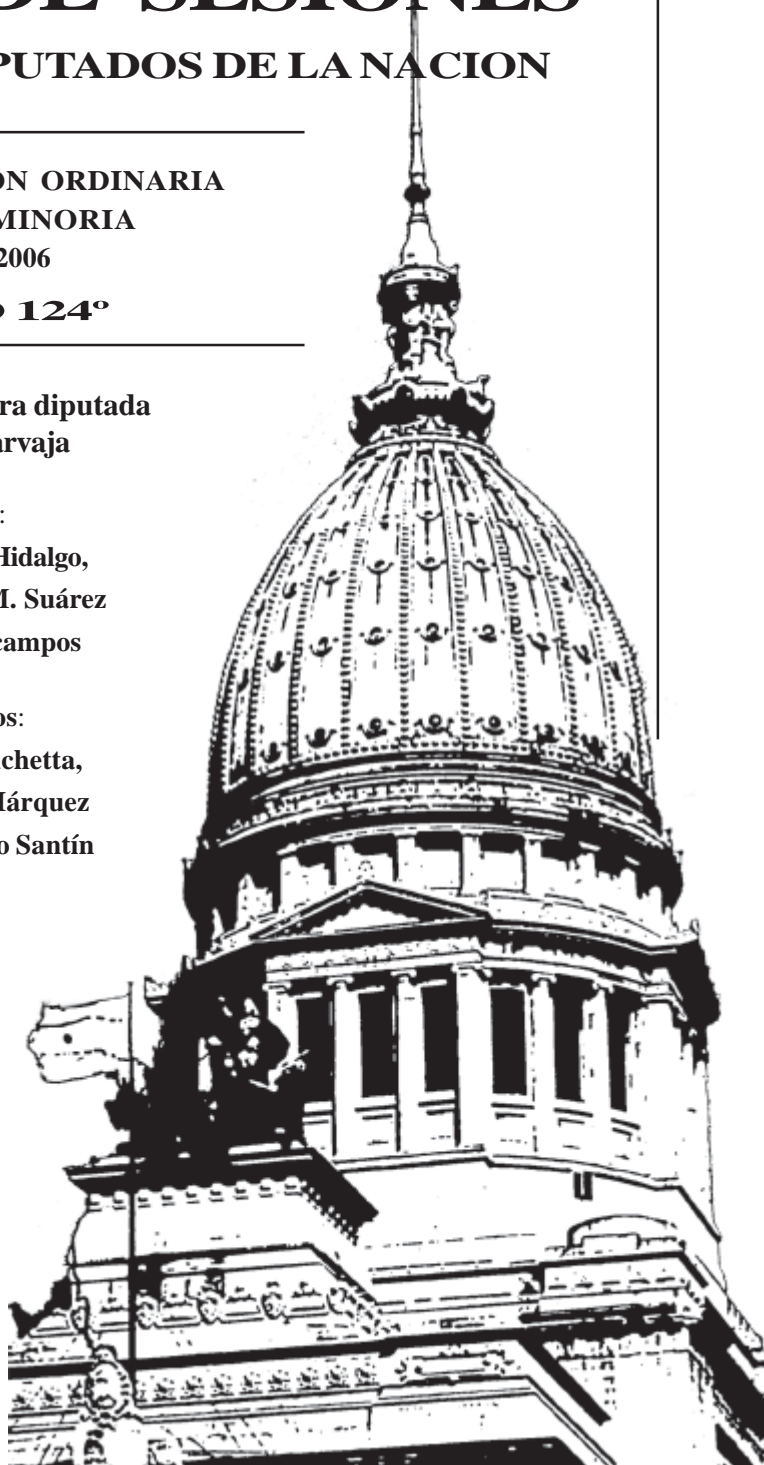 DE SESIONES
PUTADOS DE LA NACION
ON ORDINARIA
MINORIA
2006
O 124º
ra diputada
arvaja
:
Hidalgo,
M. Suárez
campos
os:
chetta,
Márquez
o Santín